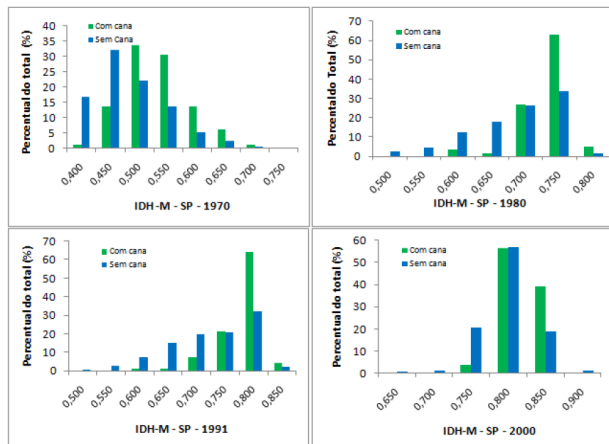 Percentual do total (%)
40
35
30
25
20
15
10
5
0
Com cana
Sem Cana
0,400 0,450 0,500 0,550 0,600 0,650 0,700 0,750
IDH-M - SP - 1970
Percentaldo Total (%)
70
60
50
40
30
20
10
0
Com cana
Sem cana
0,500 0,550 0,600 0,650 0,700 0,750 0,800
IDH-M - SP - 1980
Percentual do total (%)
70
60
50
40
30
20
10
0
Com cana
Sem cana
0,500 0,550 0,600 0,650 0,700 0,750 0,800 0,850
IDH-M - SP - 1991
Percentual do total (%)
60
50
40
30
20
10
0
Com cana
Sem cana
0,650 0,700 0,750 0,800 0,850 0,900
IDH-M - SP - 2000